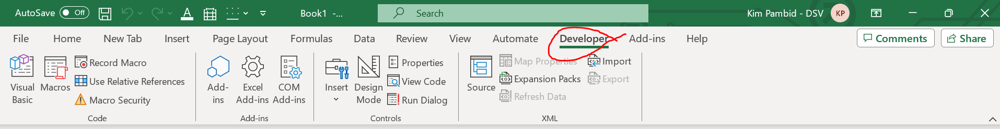 AutoSave Off Book1 -... Search Kim Pambid - DSV KP
File Home New Tab Insert Page Layout Formulas Data Review View Automate Developer Add-ins Help Comments Share
Visual Basic
Macros
Record Macro
Use Relative References
Macro Security
Code
Add-ins
Excel Add-ins
COM Add-ins
Add-ins
Insert
Design Mode
Properties
View Code
Run Dialog
Controls
Source
Map Properties
Expansion Packs
Refresh Data
Import
Export
XML